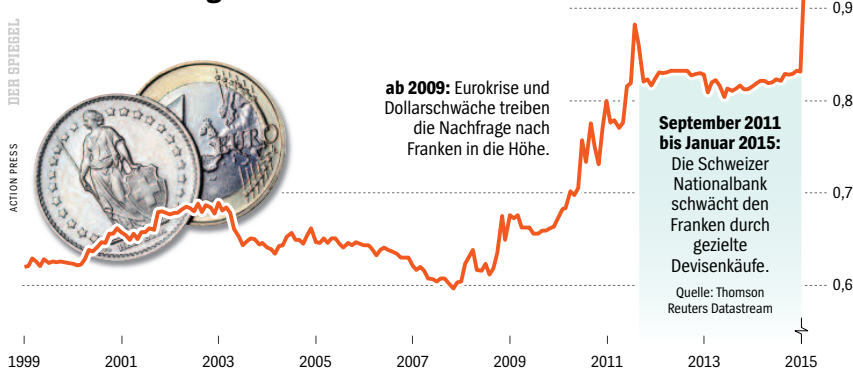 DER SPIEGEL
ACTION PRESS
ab 2009: Eurokrise und
Dollarschwäche treiben
die Nachfrage nach
Franken in die Höhe.
September 2011
bis Januar 2015:
Die Schweizer
Nationalbank
schwächt den
Franken durch
gezielte
Devisenkäufe.
Quelle: Thomson
Reuters Datastream
0,9
0,8
0,7
0,6
1999 2001 2003 2005 2007 2009 2011 2013 2015
1
EURO